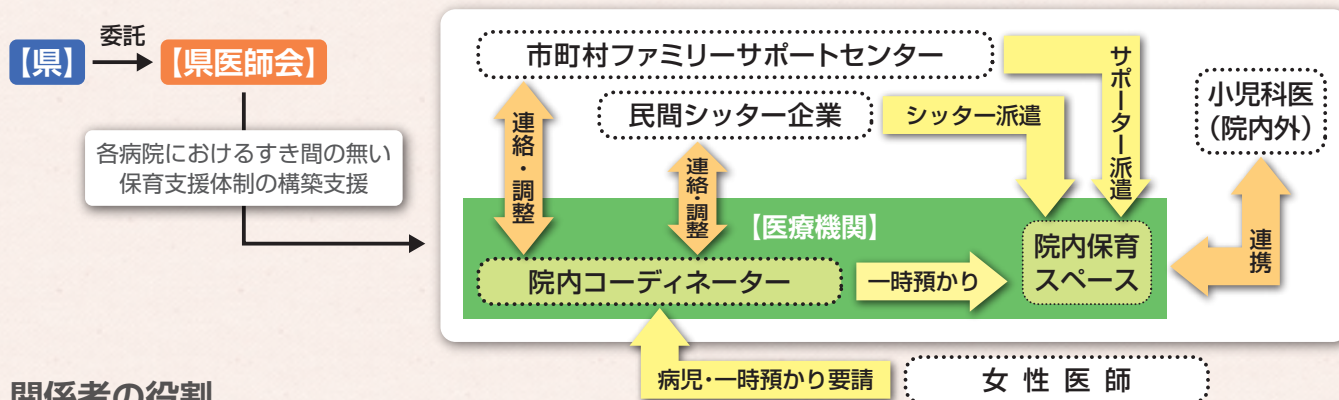 【県】
委託
【県医師会】
各病院におけるすき間の無い
保育支援体制の構築支援
市町村ファミリーサポートセンター
民間シッター企業
シッター派遣
サポーター派遣
小児科医
（院内外）
連絡・調整
連絡・調整
【医療機関】
院内コーディネーター
一時預かり
院内保育
スペース
連携
病児・一時預かり要請
女性医師
関係者の役割